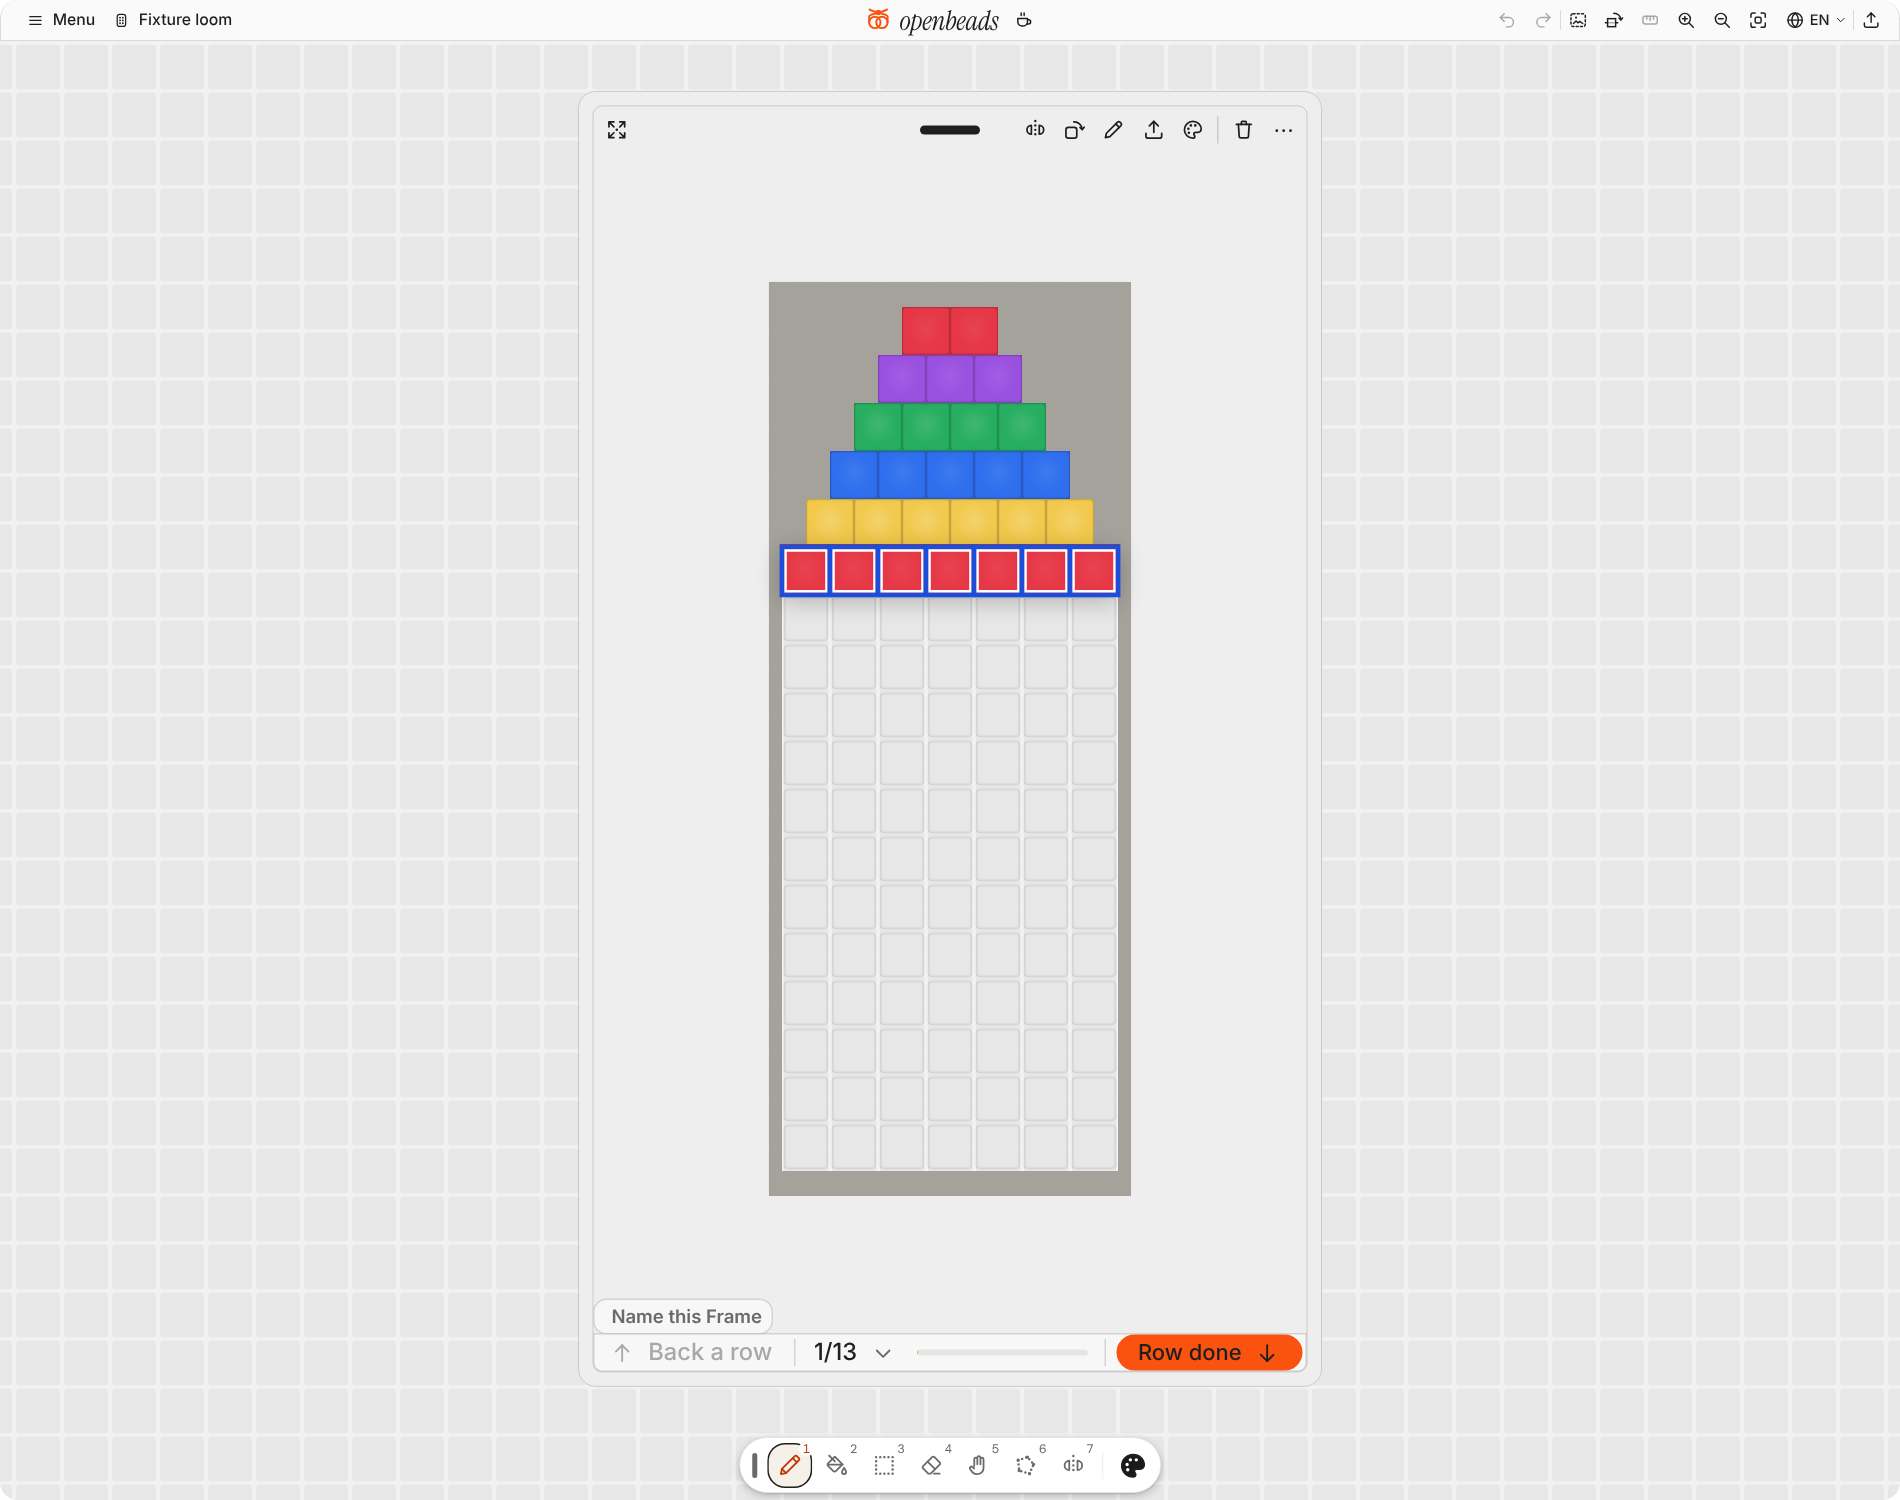 Menu
Fixture loom
openbeads
EN
Name this Frame
Back a row
1/13
Row done
1
2
3
4
5
6
7